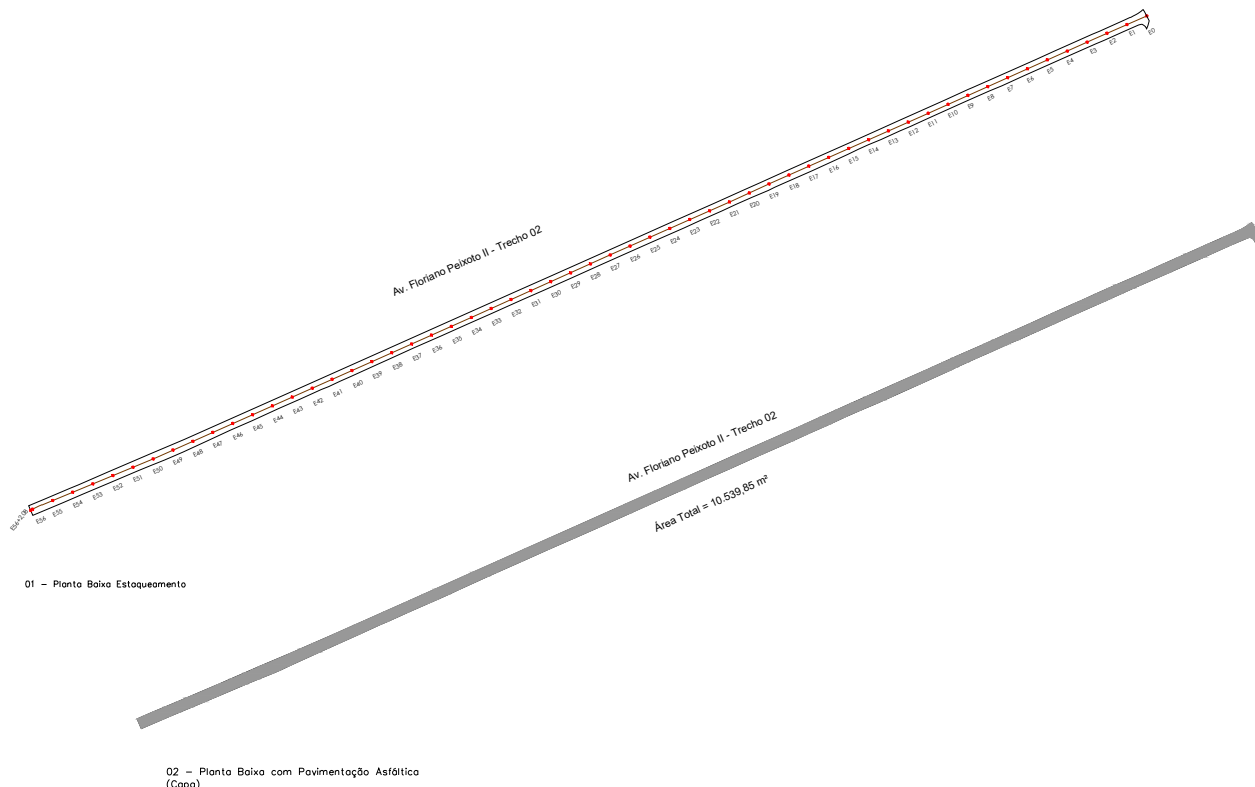 E0
E1
E2
E3
E4
E5
E6
E7
E8
E9
E10
E11
E12
E13
E14
E15
E16
E17
E18
E19
E20
E21
E22
E23
E24
E25
E26
E27
E28
E29
E30
E31
E32
E33
E34
E35
E36
E37
E38
E39
E40
E41
E42
E43
E44
E45
E46
E47
E48
E49
E50
E51
E52
E53
E54
E55
E56
Av. Floriano Peixoto II - Trecho 02
01 - Planta Baixa Estaqueamento
Av. Floriano Peixoto II - Trecho 02
Área Total = 10.539,85 m²
02 - Planta Baixa com Pavimentação Asfáltica
(Capa)